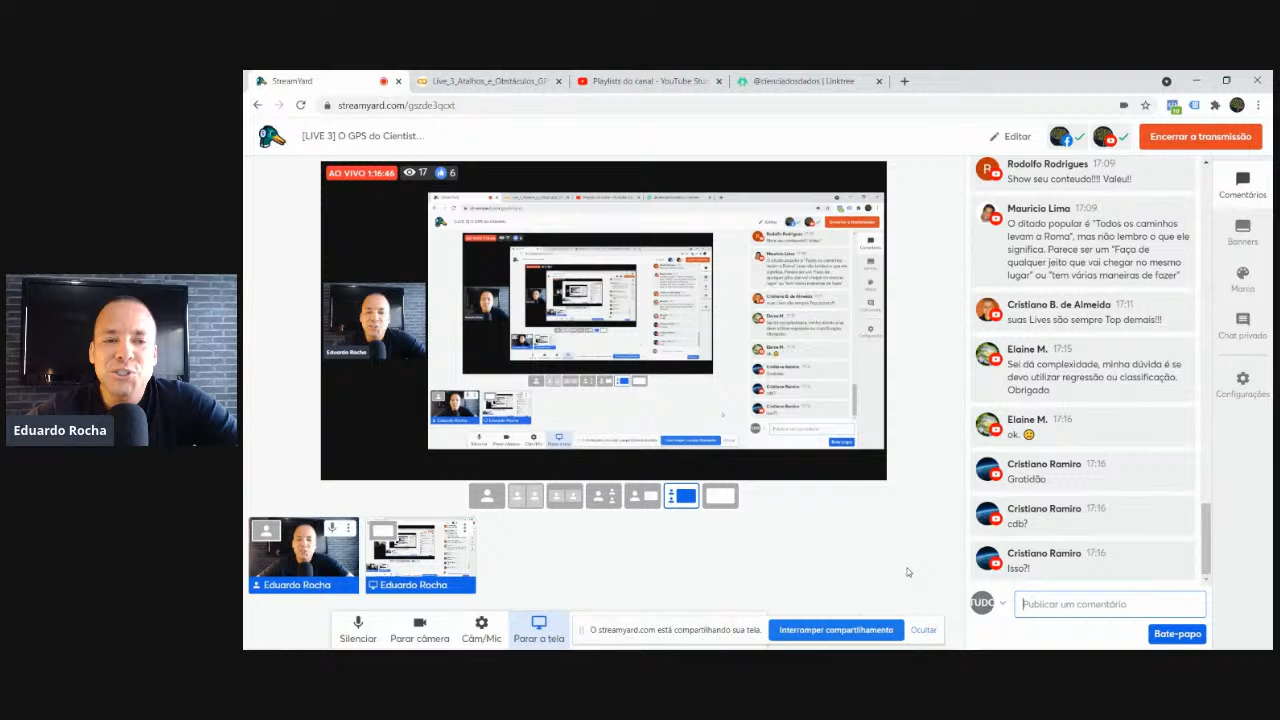 StreamYard
Live_3_Atalhos_e_Obstáculos_GP
Playlists do canal - YouTube Stud
@cienciadosdados | Linktree
streamyard.com/gszde3qcxt
[LIVE 3] O GPS do Cientist...
Editar
Encerrar a transmissão
AO VIVO 1:16:46
17
6
Rodolfo Rodrigues 17:09
Show seu conteudo!!!! Valeu!!
Mauricio Lima 17:09
O ditado popular é "Todos os caminhos
levam a Roma", mas não lembro o que ele
significa. Parece ser um "Faca de
qualquer jeito que vai chegar no mesmo
lugar" ou "tem várias maneiras de fazer"
Cristiano B. de Almeida 17:11
suas Lives são sempre Top demais!!!
Elaine M. 17:15
Sei dá complexidade, minha dúvida é se
devo utilizar regressão ou classificação.
Obrigado
Elaine M. 17:16
ok. 😊
Cristiano Ramiro 17:16
Gratidão
Cristiano Ramiro 17:16
cdb?
Cristiano Ramiro 17:16
Isso?!
TUDO
Publicar um comentário
Bate-papo
Comentários
Banners
Marca
Chat privado
Configurações
Eduardo Rocha
Eduardo Rocha
Eduardo Rocha
Eduardo Rocha
Silenciar
Parar câmera
Câm/Mic
Parar a tela
O streamyard.com está compartilhando sua tela.
Interromper compartilhamento
Ocultar